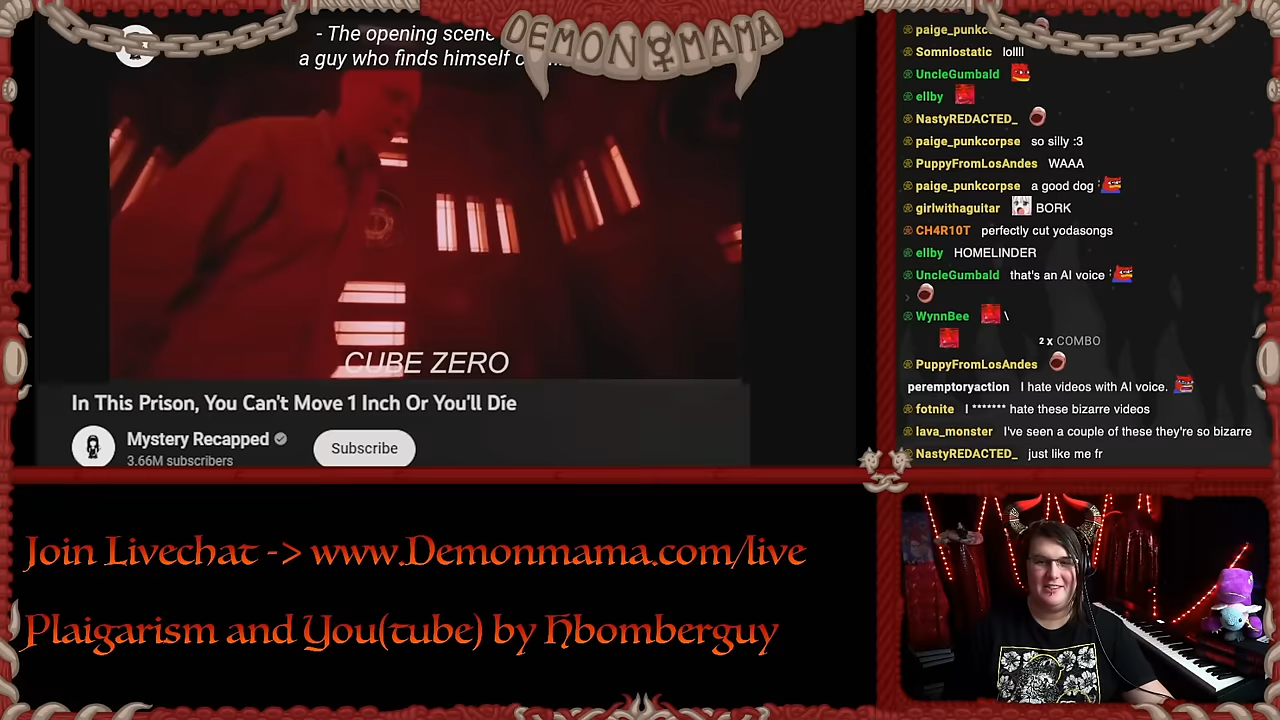 - The opening scene
a guy who finds himself
DEMON MAMA
CUBE ZERO
In This Prison, You Can't Move 1 Inch Or You'll Die
Mystery Recapped
3.66M subscribers
Subscribe
Join Livechat -> www.Demonmama.com/live
Plaigarism and You(tube) by Hbomberguy
paige_punkc
Somniostatic lollll
UncleGumbald
ellby
NastyREDACTED_
paige_punkcorpse so silly :3
PuppyFromLosAndes WAAA
paige_punkcorpse a good dog
girlwithaguitar BORK
CH4R10T perfectly cut yodasongs
ellby HOMELINDER
UncleGumbald that's an AI voice
WynnBee \
2 x COMBO
PuppyFromLosAndes
peremptoryaction I hate videos with AI voice.
fotnite I ******* hate these bizarre videos
lava_monster I've seen a couple of these they're so bizarre
NastyREDACTED_ just like me fr